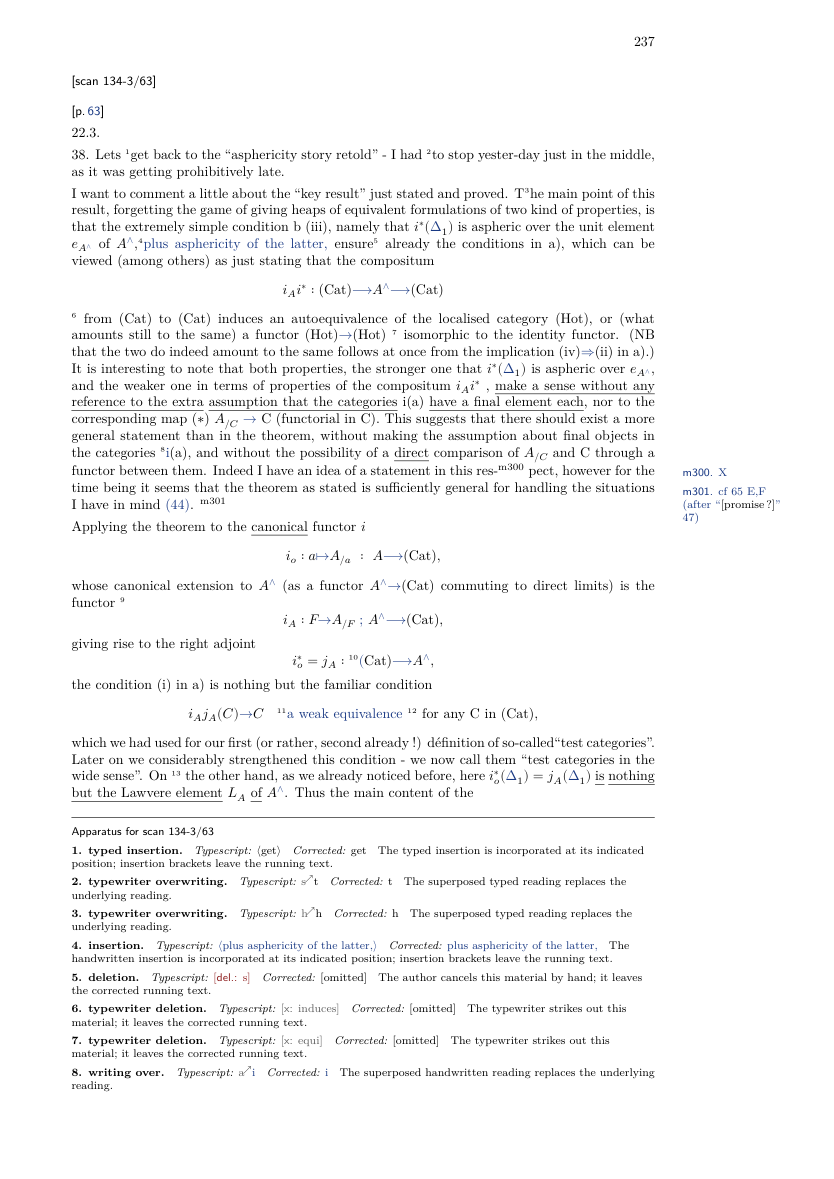 237
[scan 134-3/63]
[p. 63]
22.3.
38. Lets ¹get back to the “asphericity story retold” - I had ²to stop yester-day just in the middle,
as it was getting prohibitively late.
I want to comment a little about the “key result” just stated and proved. T³he main point of this
result, forgetting the game of giving heaps of equivalent formulations of two kind of properties, is
that the extremely simple condition b (iii), namely that i*(Δ₁) is aspheric over the unit element
e_{A^} of A^,⁴plus asphericity of the latter, ensure⁵ already the conditions in a), which can be
viewed (among others) as just stating that the compositum
i_A i* : (Cat)⟶A^⟶(Cat)
⁶ from (Cat) to (Cat) induces an autoequivalence of the localised category (Hot), or (what
amounts still to the same) a functor (Hot)→(Hot) ⁷ isomorphic to the identity functor. (NB
that the two do indeed amount to the same follows at once from the implication (iv)⇒(ii) in a).)
It is interesting to note that both properties, the stronger one that i*(Δ₁) is aspheric over e_{A^},
and the weaker one in terms of properties of the compositum i_A i* , make a sense without any
reference to the extra assumption that the categories i(a) have a final element each, nor to the
corresponding map (∗) A_{/C} → C (functorial in C). This suggests that there should exist a more
general statement than in the theorem, without making the assumption about final objects in
the categories ⁸i(a), and without the possibility of a direct comparison of A_{/C} and C through a
functor between them. Indeed I have an idea of a statement in this res-ᵐ³⁰⁰ pect, however for the
time being it seems that the theorem as stated is sufficiently general for handling the situations
I have in mind (44). ᵐ³⁰¹
m300. X
m301. cf 65 E,F
(after “[promise ?]”
47)
Applying the theorem to the canonical functor i
i_o : a↦A_{/a} : A⟶(Cat),
whose canonical extension to A^ (as a functor A^→(Cat) commuting to direct limits) is the
functor ⁹
i_A : F→A_{/F} ; A^⟶(Cat),
giving rise to the right adjoint
i_o* = j_A : ¹⁰(Cat)⟶A^,
the condition (i) in a) is nothing but the familiar condition
i_A j_A(C)→C ¹¹a weak equivalence ¹² for any C in (Cat),
which we had used for our first (or rather, second already !) définition of so-called“test categories”.
Later on we considerably strengthened this condition - we now call them “test categories in the
wide sense”. On ¹³ the other hand, as we already noticed before, here i_o*(Δ₁) = j_A(Δ₁) is nothing
but the Lawvere element L_A of A^. Thus the main content of the
Apparatus for scan 134-3/63
1. typed insertion. Typescript: ⟨get⟩ Corrected: get The typed insertion is incorporated at its indicated
position; insertion brackets leave the running text.
2. typewriter overwriting. Typescript: s↗t Corrected: t The superposed typed reading replaces the
underlying reading.
3. typewriter overwriting. Typescript: b↗h Corrected: h The superposed typed reading replaces the
underlying reading.
4. insertion. Typescript: ⟨plus asphericity of the latter,⟩ Corrected: plus asphericity of the latter, The
handwritten insertion is incorporated at its indicated position; insertion brackets leave the running text.
5. deletion. Typescript: [del.: s] Corrected: [omitted] The author cancels this material by hand; it leaves
the corrected running text.
6. typewriter deletion. Typescript: [x: induces] Corrected: [omitted] The typewriter strikes out this
material; it leaves the corrected running text.
7. typewriter deletion. Typescript: [x: equi] Corrected: [omitted] The typewriter strikes out this
material; it leaves the corrected running text.
8. writing over. Typescript: a↗i Corrected: i The superposed handwritten reading replaces the underlying
reading.